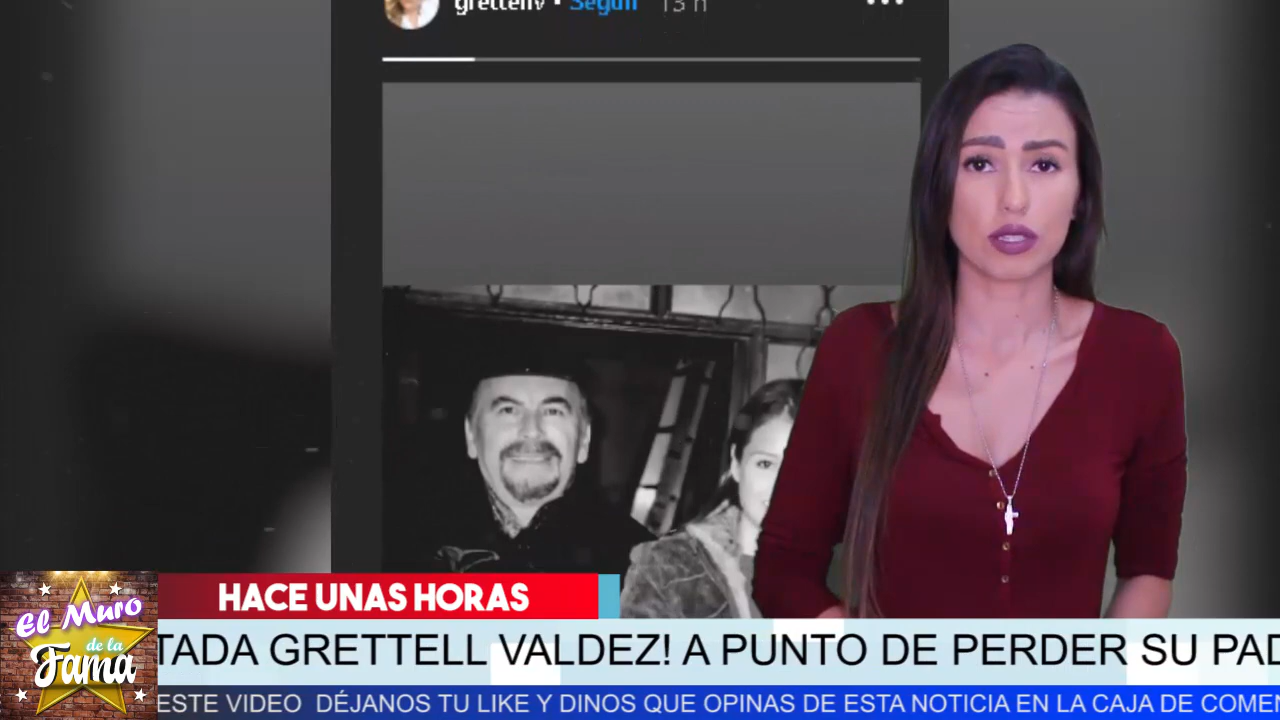 grettellv • Seguir 13 h
HACE UNAS HORAS
TADA GRETTELL VALDEZ! A PUNTO DE PERDER SU PAD
ESTE VIDEO DÉJANOS TU LIKE Y DINOS QUE OPINAS DE ESTA NOTICIA EN LA CAJA DE COMEN
El Muro
de la
Fama